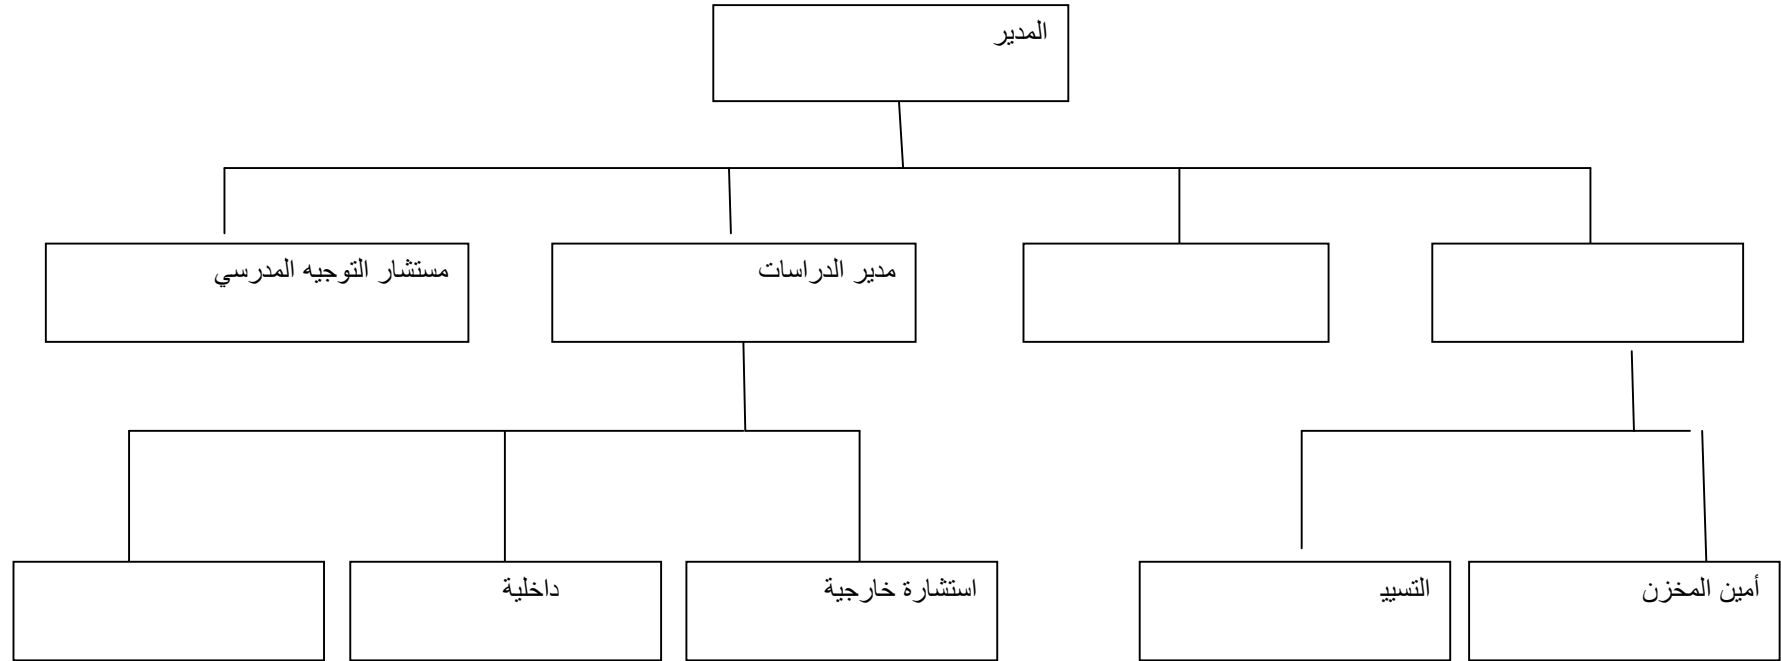 المدير
مدير الدراسات
مستشار التوجيه المدرسي
أمين المخزن
التسيير
استشارة خارجية
داخلية